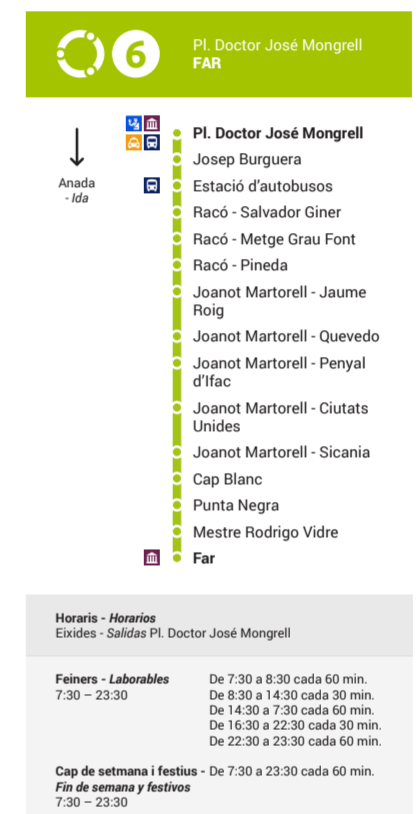 6
Pl. Doctor José Mongrell
FAR
Anada
- Ida
Pl. Doctor José Mongrell
Josep Burguera
Estació d'autobusos
Racó - Salvador Giner
Racó - Metge Grau Font
Racó - Pineda
Joanot Martorell - Jaume
Roig
Joanot Martorell - Quevedo
Joanot Martorell - Penyal
d'Ifac
Joanot Martorell - Ciutats
Unides
Joanot Martorell - Sicania
Cap Blanc
Punta Negra
Mestre Rodrigo Vidre
Far
Horaris - Horarios
Eixides - Salidas Pl. Doctor José Mongrell
Feiners - Laborables
7:30 – 23:30
De 7:30 a 8:30 cada 60 min.
De 8:30 a 14:30 cada 30 min.
De 14:30 a 7:30 cada 60 min.
De 16:30 a 22:30 cada 30 min.
De 22:30 a 23:30 cada 60 min.
Cap de setmana i festius - De 7:30 a 23:30 cada 60 min.
Fin de semana y festivos
7:30 – 23:30